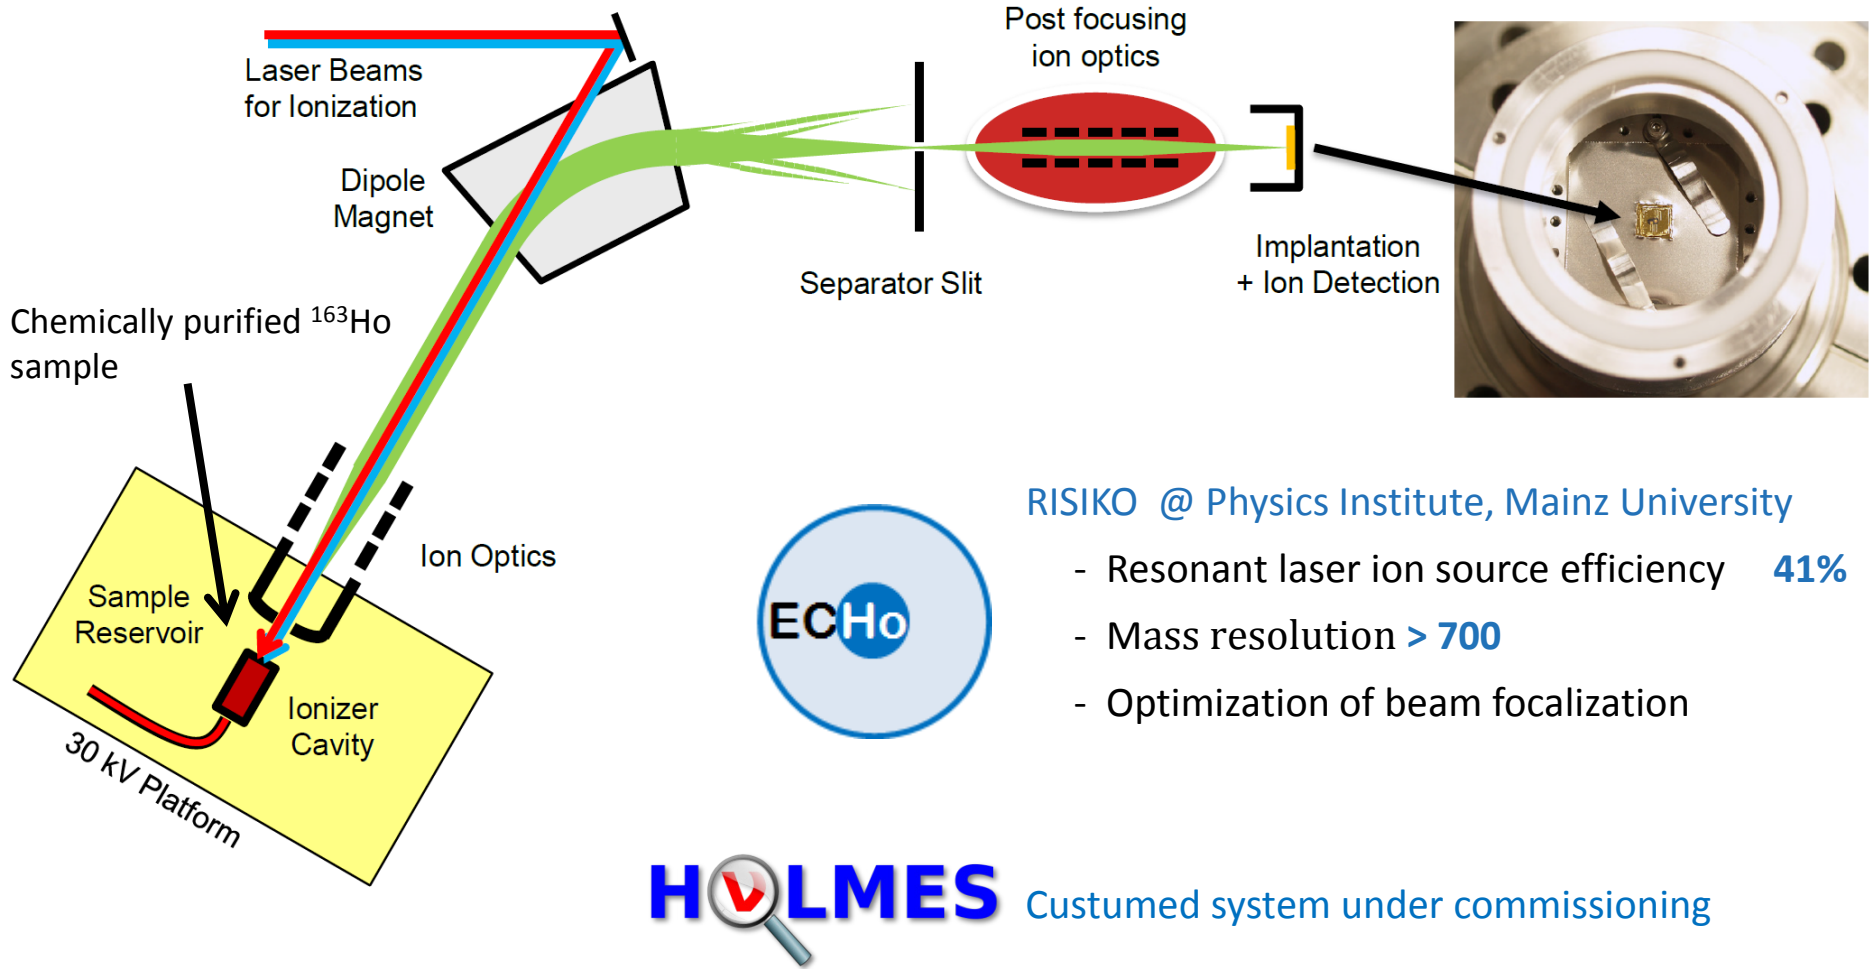 Laser Beams
for Ionization
Post focusing
ion optics
Dipole
Magnet
Separator Slit
Implantation
+ Ion Detection
Chemically purified ¹⁶³Ho
sample
Ion Optics
Sample
Reservoir
Ionizer
Cavity
30 kV Platform
ECHo
RISIKO @ Physics Institute, Mainz University
- Resonant laser ion source efficiency 41%
- Mass resolution > 700
- Optimization of beam focalization
HOLMES
Custumed system under commissioning